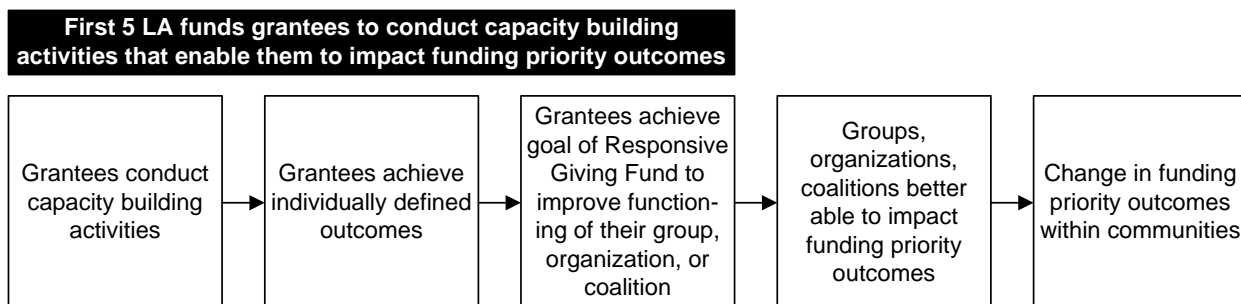 First 5 LA funds grantees to conduct capacity building
activities that enable them to impact funding priority outcomes
Grantees conduct
capacity building
activities
Grantees achieve
individually defined
outcomes
Grantees achieve
goal of Responsive
Giving Fund to
improve function-
ing of their group,
organization, or
coalition
Groups,
organizations,
coalitions better
able to impact
funding priority
outcomes
Change in funding
priority outcomes
within communities